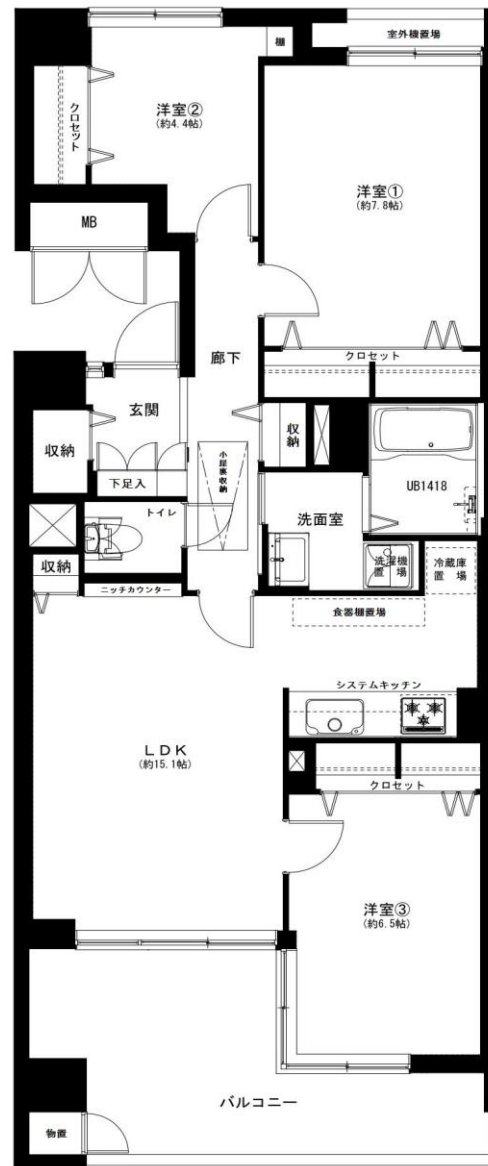 室外機置場
棚
クロゼット
洋室②
(約4.4帖)
洋室①
(約7.8帖)
MB
クロゼット
廊下
玄関
収納
収納
下足入
小屋裏収納
UB1418
トイレ
洗面室
収納
洗濯機
置場
冷蔵庫
置場
ニッチカウンター
食器棚置場
システムキッチン
LDK
(約15.1帖)
クロゼット
洋室③
(約6.5帖)
バルコニー
物置